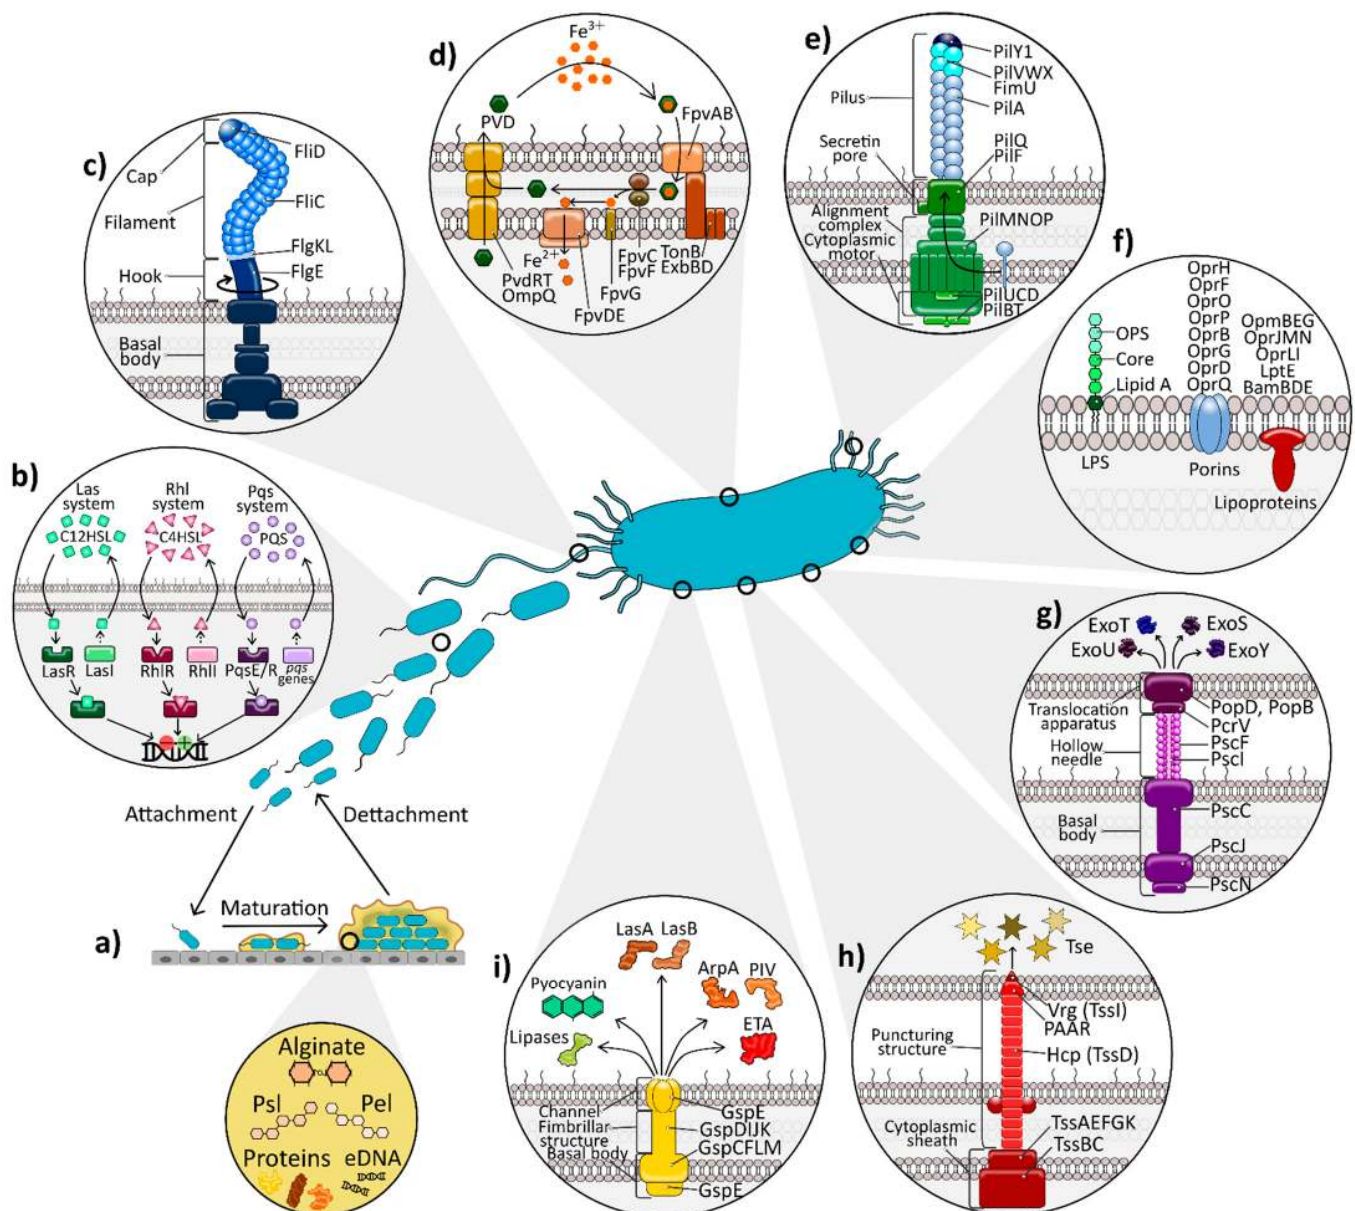 a)
Attachment
Dettachment
Maturation
Alginate
Psl
Pel
Proteins
eDNA
b)
Las
system
Rhl
system
Pqs
system
C12HSL
C4HSL
PQS
LasR
LasI
RhlR
RhlI
PqsE/R
pqs
genes
c)
Cap
Filament
Hook
Basal
body
FliD
FliC
FlgKL
FlgE
d)
Fe3+
PVD
FpvAB
Fe2+
PvdRT
OmpQ
FpvDE
FpvG
FpvC
FpvF
TonB
ExbBD
e)
Pilus
Secretin
pore
Alignment
complex
Cytoplasmic
motor
PilY1
PilVWX
FimU
PilA
PilQ
PilF
PilMNOP
PilUCD
PilBT
f)
OPS
Core
Lipid A
LPS
OprH
OprF
OprO
OprP
OprB
OprG
OprD
OprQ
Porins
OpmBEG
OprJMN
OprLI
LptE
BamBDE
Lipoproteins
g)
ExoT
ExoS
ExoU
ExoY
Translocation
apparatus
Hollow
needle
Basal
body
PopD, PopB
PcrV
PscF
PscI
PscC
PscJ
PscN
h)
Tse
Puncturing
structure
Cytoplasmic
sheath
Vrg (TssI)
PAAR
Hcp (TssD)
TssAEFGK
TssBC
i)
LasA
LasB
ArpA
PIV
Pyocyanin
Lipases
ETA
Channel
Fimbrillar
structure
Basal body
GspE
GspDIJK
GspCFLM
GspE